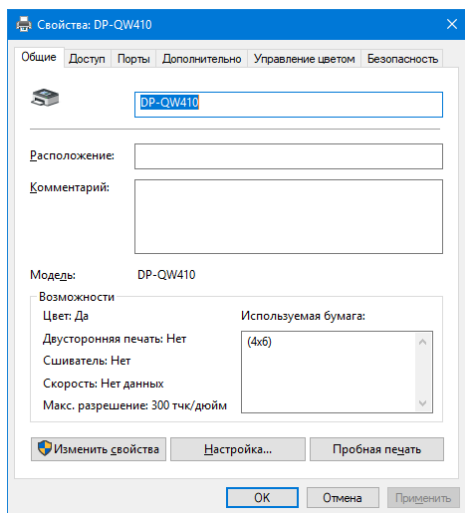 Свойства: DP-QW410
Общие Доступ Порты Дополнительно Управление цветом Безопасность
DP-QW410
Расположение:
Комментарий:
Модель: DP-QW410
Возможности
Цвет: Да
Используемая бумага:
Двусторонняя печать: Нет
(4x6)
Сшиватель: Нет
Скорость: Нет данных
Макс. разрешение: 300 тчк/дюйм
Изменить свойства Настройка... Пробная печать
ОК Отмена Применить